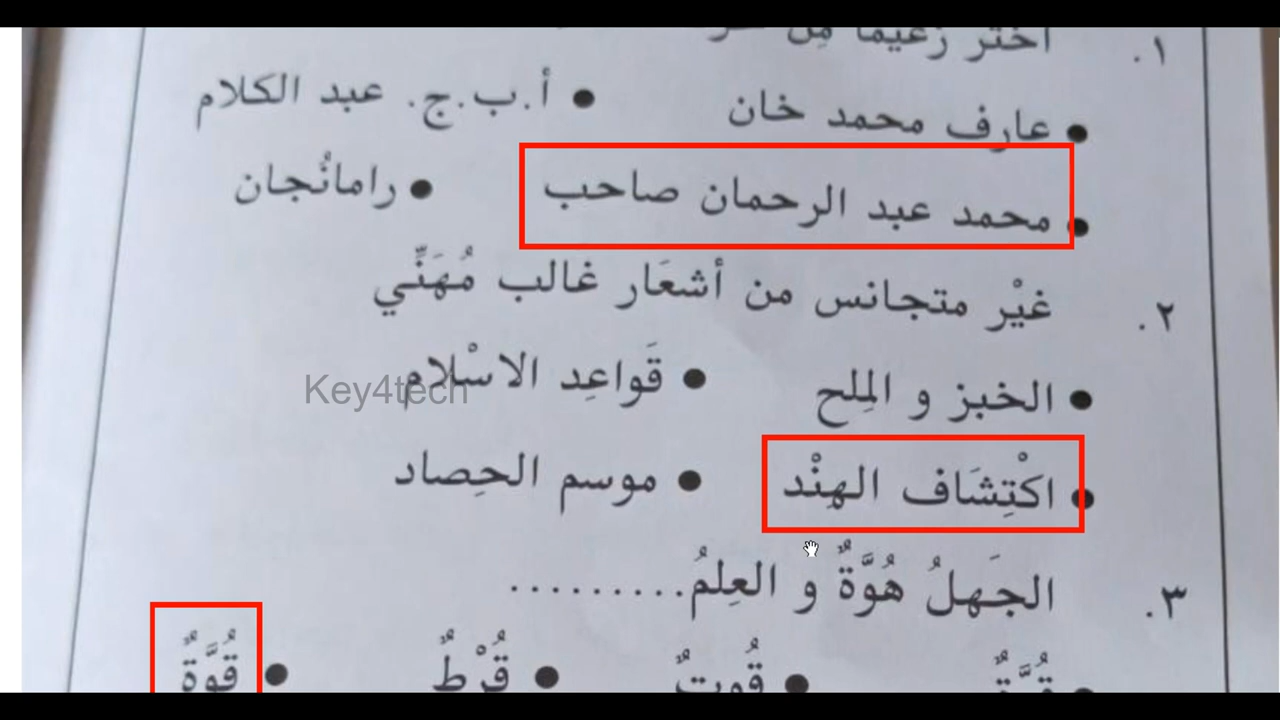 ١. اختر زعيما مِن
● عارف محمد خان ● أ.ب.ج. عبد الكلام
● محمد عبد الرحمان صاحب ● رامانُجان
٢. غيْر متجانس من أشعَار غالب مُهَنِّي
● الخبز و المِلح ● قَواعِد الاسْلام
Key4tech
● اكْتِشَاف الهِنْد ● موسم الحِصاد
٣. الجَهلُ هُوَّةٌ و العِلمُ.........
● قُوتٌ ● قُرْطٌ ● قُوَّةٌ